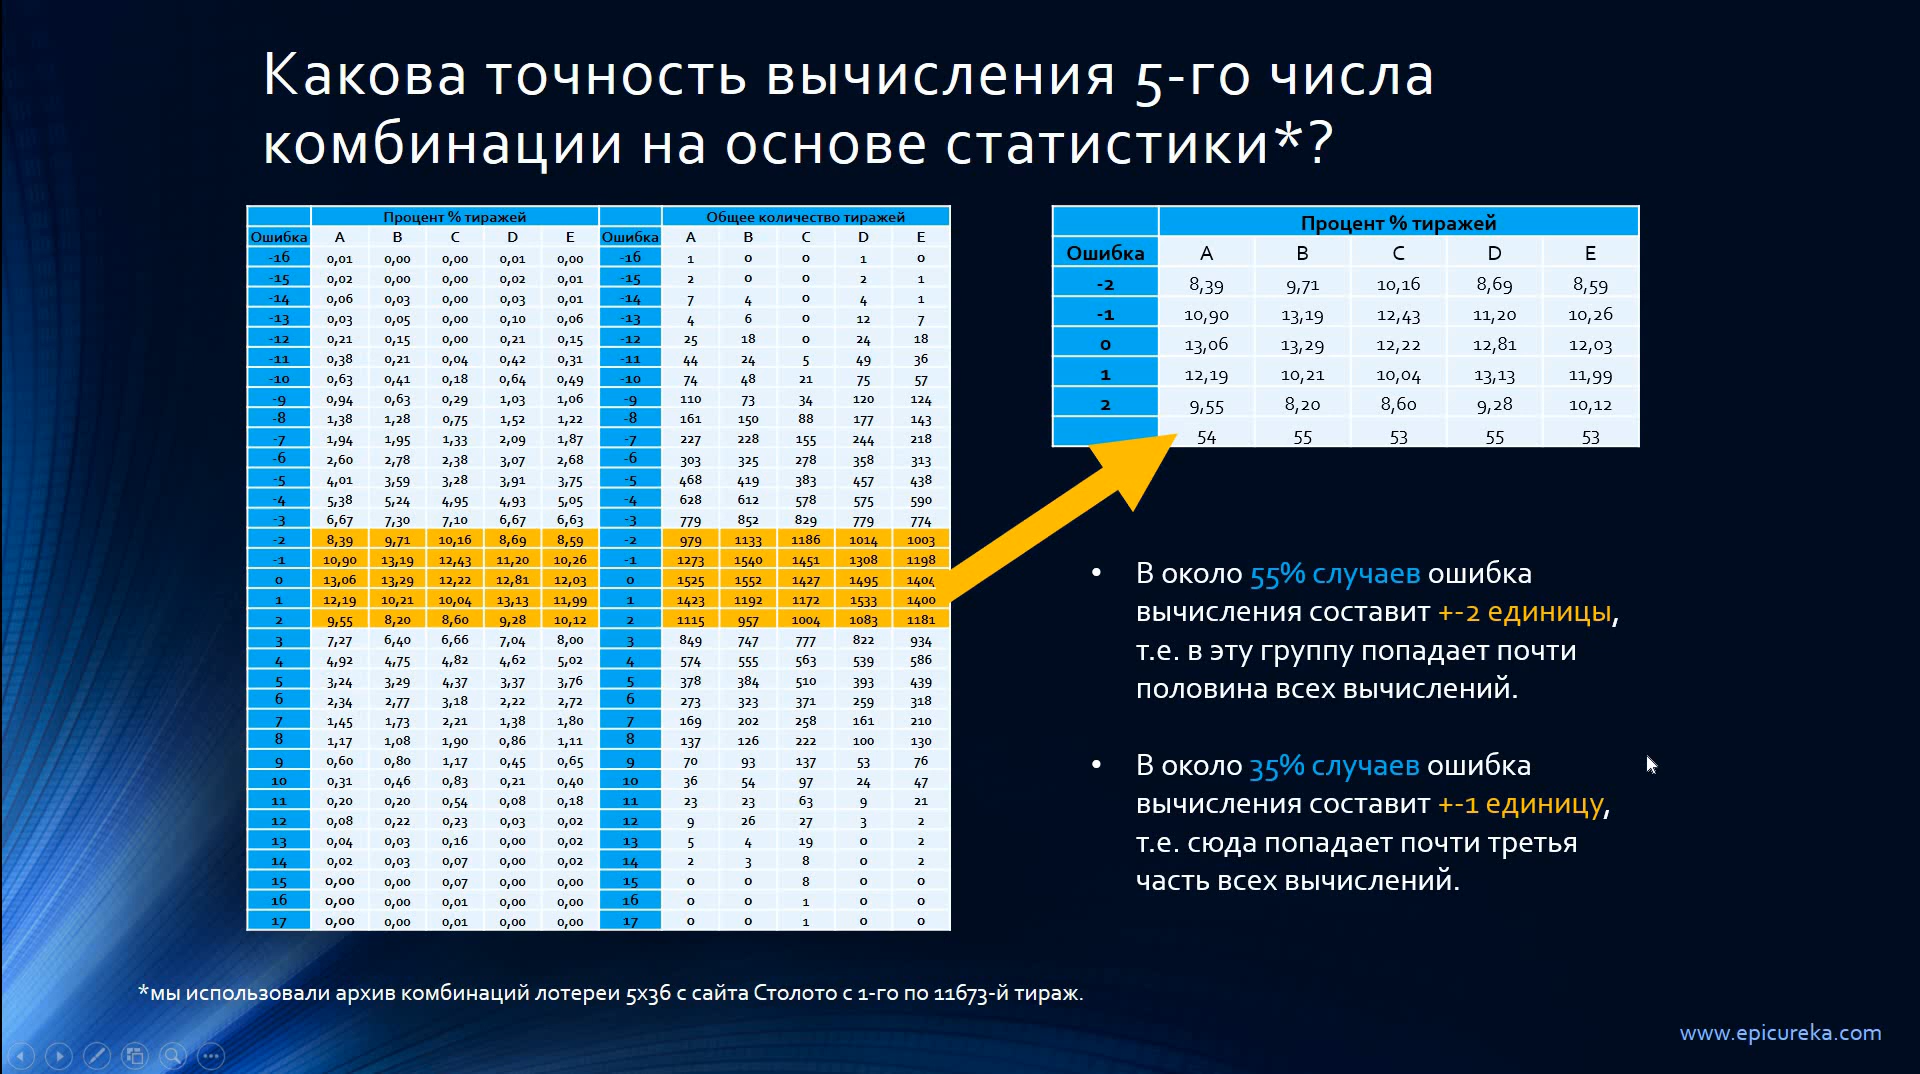 Какова точность вычисления 5-го числа
комбинации на основе статистики*?
Процент % тиражей Общее количество тиражей
Ошибка A B C D E Ошибка A B C D E
-16 0,01 0,00 0,00 0,01 0,00 -16 1 0 0 1 0
-15 0,02 0,00 0,00 0,02 0,01 -15 2 0 0 2 1
-14 0,06 0,03 0,00 0,03 0,01 -14 7 4 0 4 1
-13 0,03 0,05 0,00 0,10 0,06 -13 4 6 0 12 7
-12 0,21 0,15 0,00 0,21 0,15 -12 25 18 0 24 18
-11 0,38 0,21 0,04 0,42 0,31 -11 44 24 5 49 36
-10 0,63 0,41 0,18 0,64 0,49 -10 74 48 21 75 57
-9 0,94 0,63 0,29 1,03 1,06 -9 110 73 34 120 124
-8 1,38 1,28 0,75 1,52 1,22 -8 161 150 88 177 143
-7 1,94 1,95 1,33 2,09 1,87 -7 227 228 155 244 218
-6 2,60 2,78 2,38 3,07 2,68 -6 303 325 278 358 313
-5 4,01 3,59 3,28 3,91 3,75 -5 468 419 383 457 438
-4 5,38 5,24 4,95 4,93 5,05 -4 628 612 578 575 590
-3 6,67 7,30 7,10 6,67 6,63 -3 779 852 829 779 774
-2 8,39 9,71 10,16 8,69 8,59 -2 979 1133 1186 1014 1003
-1 10,90 13,19 12,43 11,20 10,26 -1 1273 1540 1451 1308 1198
0 13,06 13,29 12,22 12,81 12,03 0 1525 1552 1427 1495 1404
1 12,19 10,21 10,04 13,13 11,99 1 1423 1192 1172 1533 1400
2 9,55 8,20 8,60 9,28 10,12 2 1115 957 1004 1083 1181
3 7,27 6,40 6,66 7,04 8,00 3 849 747 777 822 934
4 4,92 4,75 4,82 4,62 5,02 4 574 555 563 539 586
5 3,24 3,29 4,37 3,37 3,76 5 378 384 510 393 439
6 2,34 2,77 3,18 2,22 2,72 6 273 323 371 259 318
7 1,45 1,73 2,21 1,38 1,80 7 169 202 258 161 210
8 1,17 1,08 1,90 0,86 1,11 8 137 126 222 100 130
9 0,60 0,80 1,17 0,45 0,65 9 70 93 137 53 76
10 0,31 0,46 0,83 0,21 0,40 10 36 54 97 24 47
11 0,20 0,20 0,54 0,08 0,18 11 23 23 63 9 21
12 0,08 0,22 0,23 0,03 0,02 12 9 26 27 3 2
13 0,04 0,03 0,16 0,00 0,02 13 5 4 19 0 2
14 0,02 0,03 0,07 0,00 0,02 14 2 3 8 0 2
15 0,00 0,00 0,07 0,00 0,00 15 0 0 8 0 0
16 0,00 0,00 0,01 0,00 0,00 16 0 0 1 0 0
17 0,00 0,00 0,01 0,00 0,00 17 0 0 1 0 0
Процент % тиражей
Ошибка A B C D E
-2 8,39 9,71 10,16 8,69 8,59
-1 10,90 13,19 12,43 11,20 10,26
0 13,06 13,29 12,22 12,81 12,03
1 12,19 10,21 10,04 13,13 11,99
2 9,55 8,20 8,60 9,28 10,12
54 55 53 55 53
• В около 55% случаев ошибка
вычисления составит +-2 единицы,
т.е. в эту группу попадает почти
половина всех вычислений.
• В около 35% случаев ошибка
вычисления составит +-1 единицу,
т.е. сюда попадает почти третья
часть всех вычислений.
*мы использовали архив комбинаций лотереи 5x36 с сайта Столото с 1-го по 11673-й тираж.
www.epicureka.com